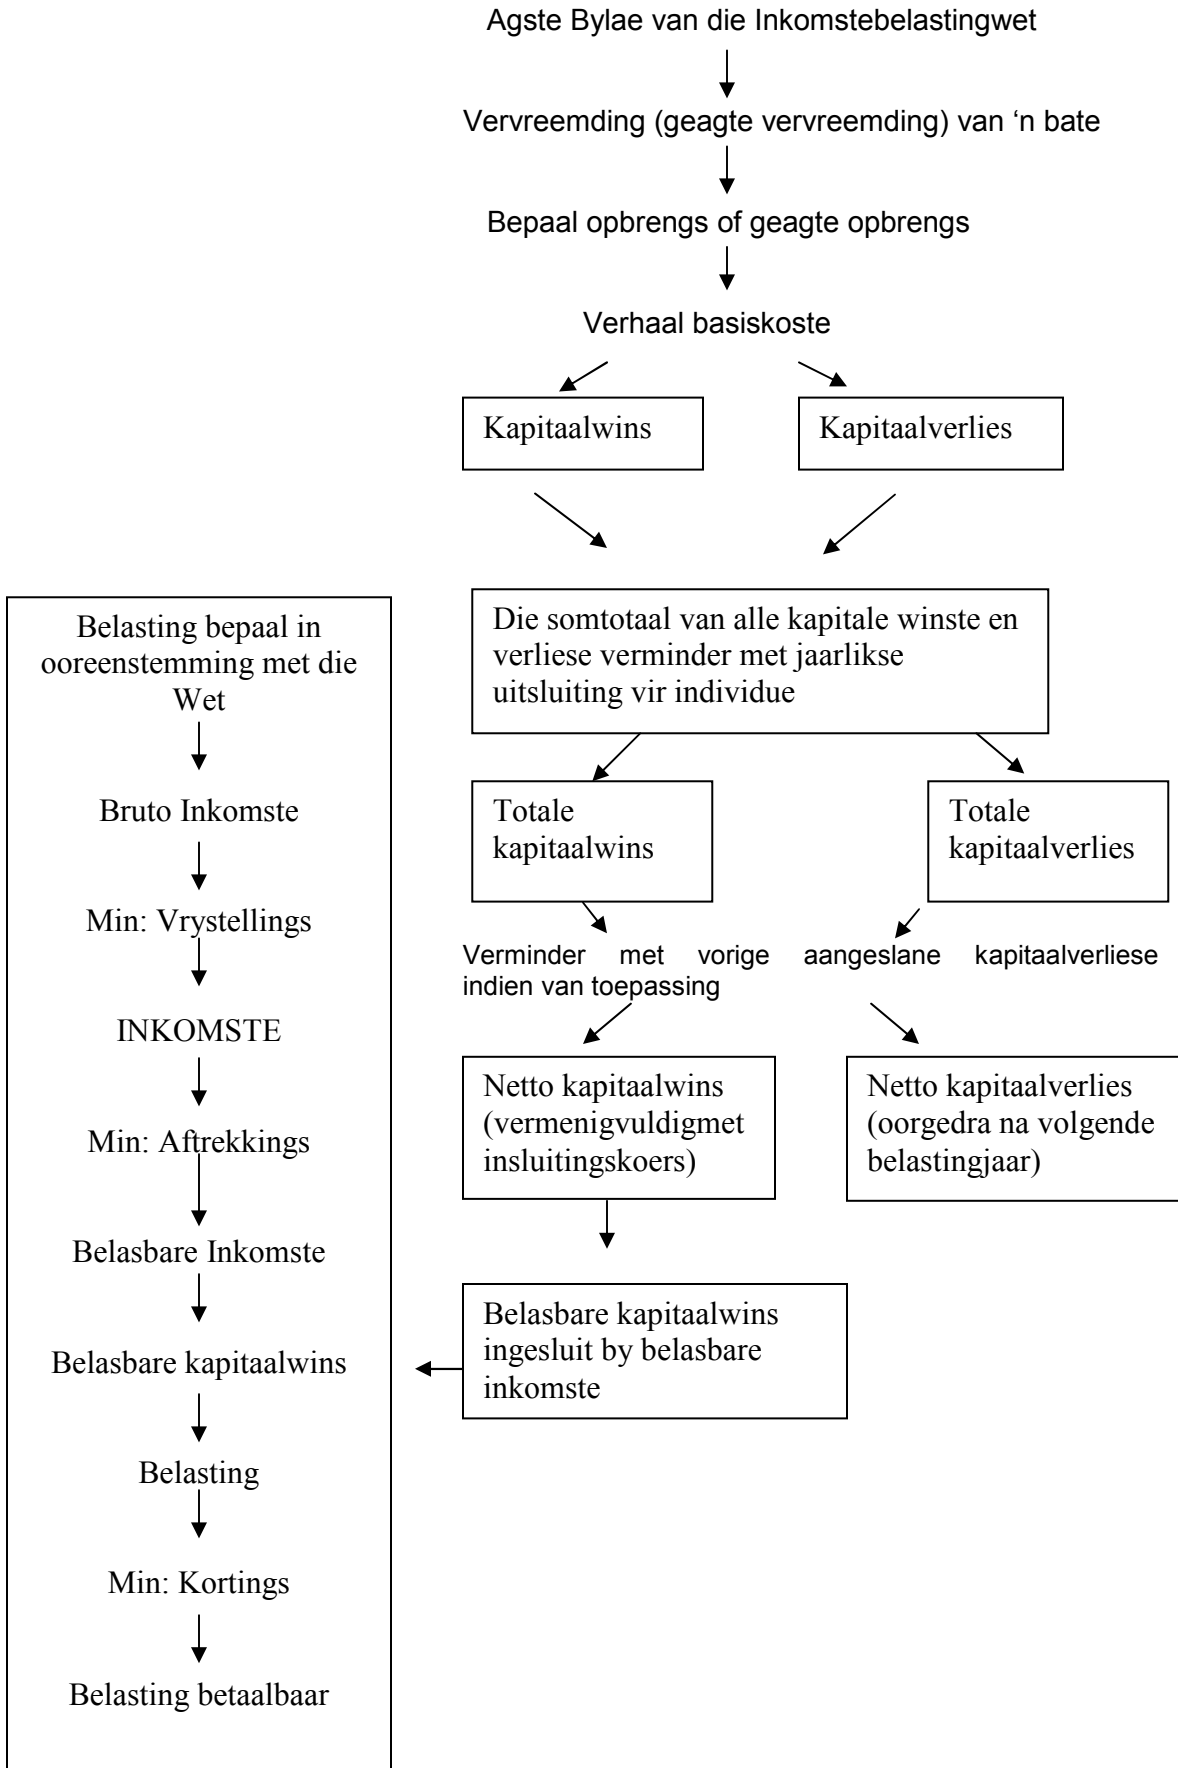 Agste Bylae van die Inkomstebelastingwet
Vervreemding (geagte vervreemding) van ‘n bate
Bepaal opbrengs of geagte opbrengs
Verhaal basiskoste
Kapitaalwins
Kapitaalverlies
Die somtotaal van alle kapitale winste en
verliese verminder met jaarlikse
uitsluiting vir individue
Totale
kapitaalwins
Totale
kapitaalverlies
Verminder met vorige aangeslane kapitaalverliese
indien van toepassing
Netto kapitaalwins
(vermenigvuldigmet
insluitingskoers)
Netto kapitaalverlies
(oorgedra na volgende
belastingjaar)
Belasbare kapitaalwins
ingesluit by belasbare
inkomste
Belasting bepaal in
ooreenstemming met die
Wet
Bruto Inkomste
Min: Vrystellings
INKOMSTE
Min: Aftrekkings
Belasbare Inkomste
Belasbare kapitaalwins
Belasting
Min: Kortings
Belasting betaalbaar